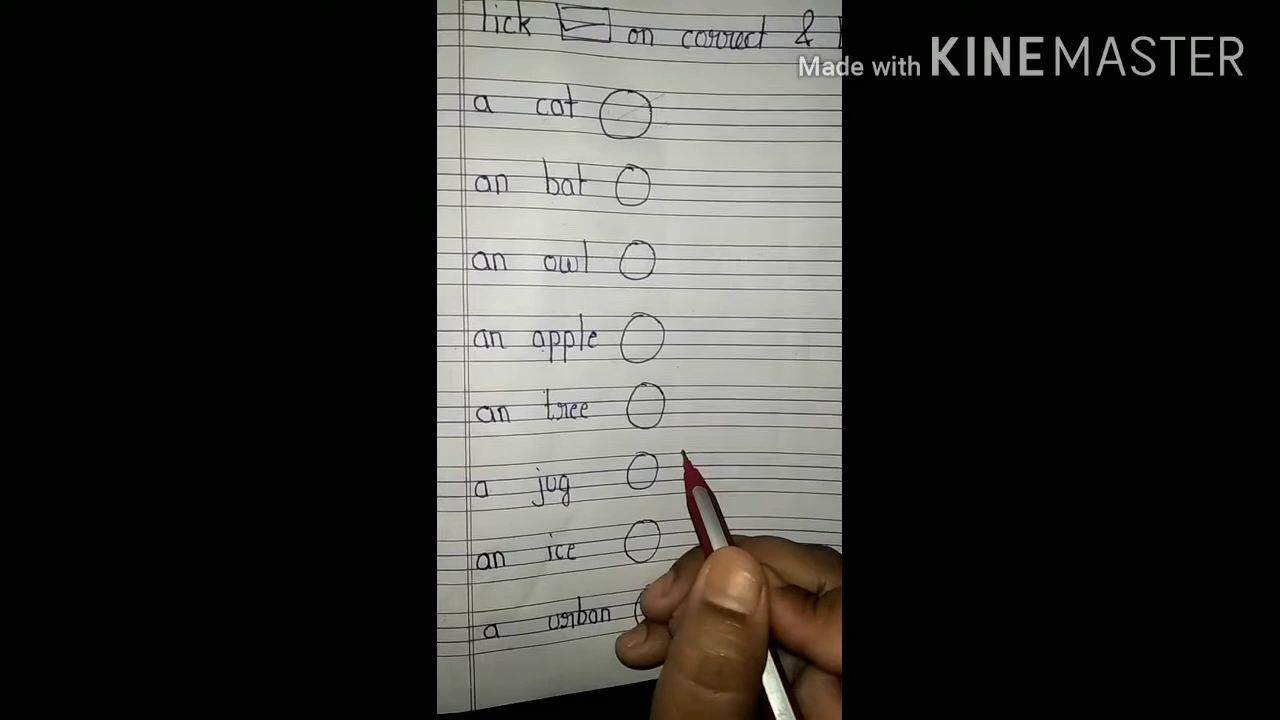 Tick on correct &
Made with KINEMASTER
a cat
an bat
an owl
an apple
an tree
a jug
an ice
a urban